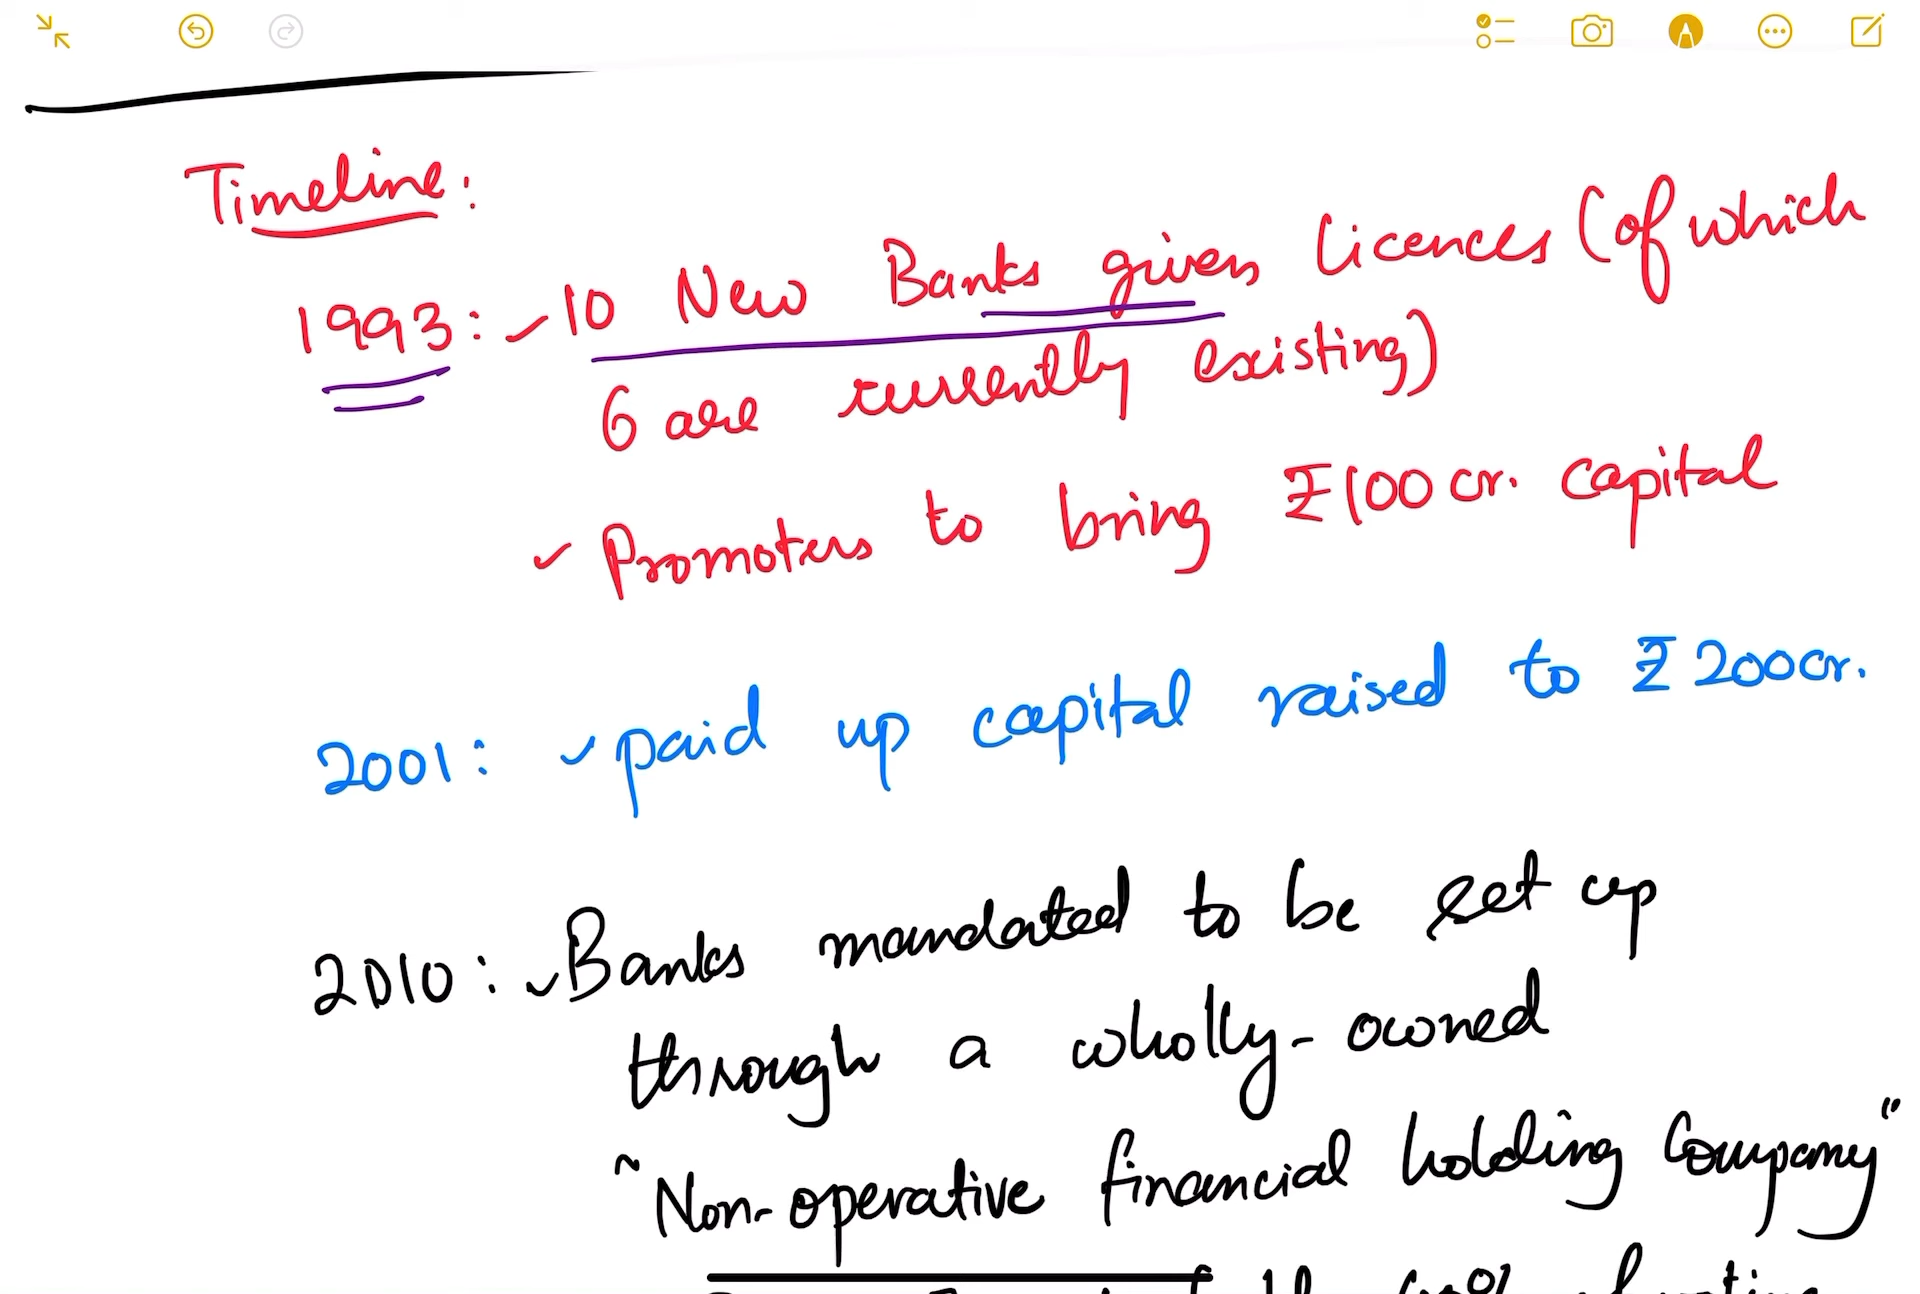 Timeline:
1993: - 10 New Banks given licences (of which
6 are currently existing)
✓ Promoters to bring ₹100 cr. capital
2001: ✓ paid up capital raised to ₹200cr.
2010: ✓ Banks mandated to be set up
through a wholly-owned
"Non-operative financial holding Company"